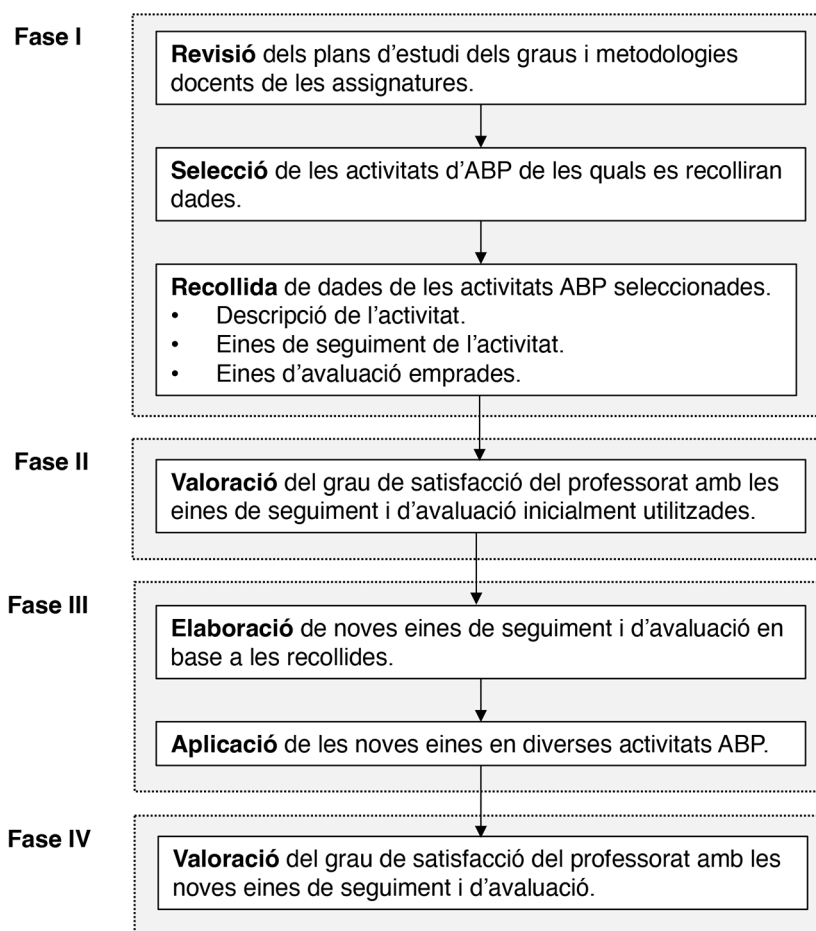 Fase I
Revisió dels plans d’estudi dels graus i metodologies
docents de les assignatures.
Selecció de les activitats d’ABP de les quals es recolliran
dades.
Recollida de dades de les activitats ABP seleccionades.
• Descripció de l’activitat.
• Eines de seguiment de l’activitat.
• Eines d’avaluació emprades.
Fase II
Valoració del grau de satisfacció del professorat amb les
eines de seguiment i d’avaluació inicialment utilitzades.
Fase III
Elaboració de noves eines de seguiment i d’avaluació en
base a les recollides.
Aplicació de les noves eines en diverses activitats ABP.
Fase IV
Valoració del grau de satisfacció del professorat amb les
noves eines de seguiment i d’avaluació.